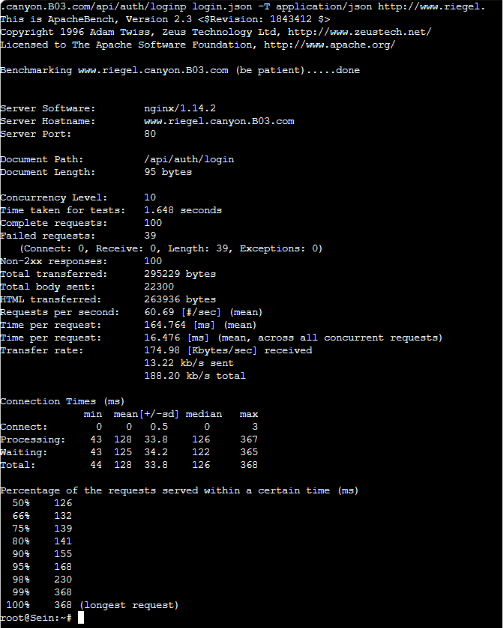 canyon.B03.com/api/auth/loginp login.json -T application/json http://www.riegel.
This is ApacheBench, Version 2.3 <$Revision: 1843412 $>
Copyright 1996 Adam Twiss, Zeus Technology Ltd, http://www.zeustech.net/
Licensed to The Apache Software Foundation, http://www.apache.org/
Benchmarking www.riegel.canyon.B03.com (be patient).....done
Server Software: nginx/1.14.2
Server Hostname: www.riegel.canyon.B03.com
Server Port: 80
Document Path: /api/auth/login
Document Length: 95 bytes
Concurrency Level: 10
Time taken for tests: 1.648 seconds
Complete requests: 100
Failed requests: 39
(Connect: 0, Receive: 0, Length: 39, Exceptions: 0)
Non-2xx responses: 100
Total transferred: 295229 bytes
Total body sent: 22300
HTML transferred: 263936 bytes
Requests per second: 60.69 [#/sec] (mean)
Time per request: 164.764 [ms] (mean)
Time per request: 16.476 [ms] (mean, across all concurrent requests)
Transfer rate: 174.98 [Kbytes/sec] received
13.22 kb/s sent
188.20 kb/s total
Connection Times (ms)
min mean[+/-sd] median max
Connect: 0 0 0.5 0 3
Processing: 43 128 33.8 126 367
Waiting: 43 125 34.2 122 365
Total: 44 128 33.8 126 368
Percentage of the requests served within a certain time (ms)
50% 126
66% 132
75% 139
80% 141
90% 155
95% 168
98% 230
99% 368
100% 368 (longest request)
root@Sein:~#